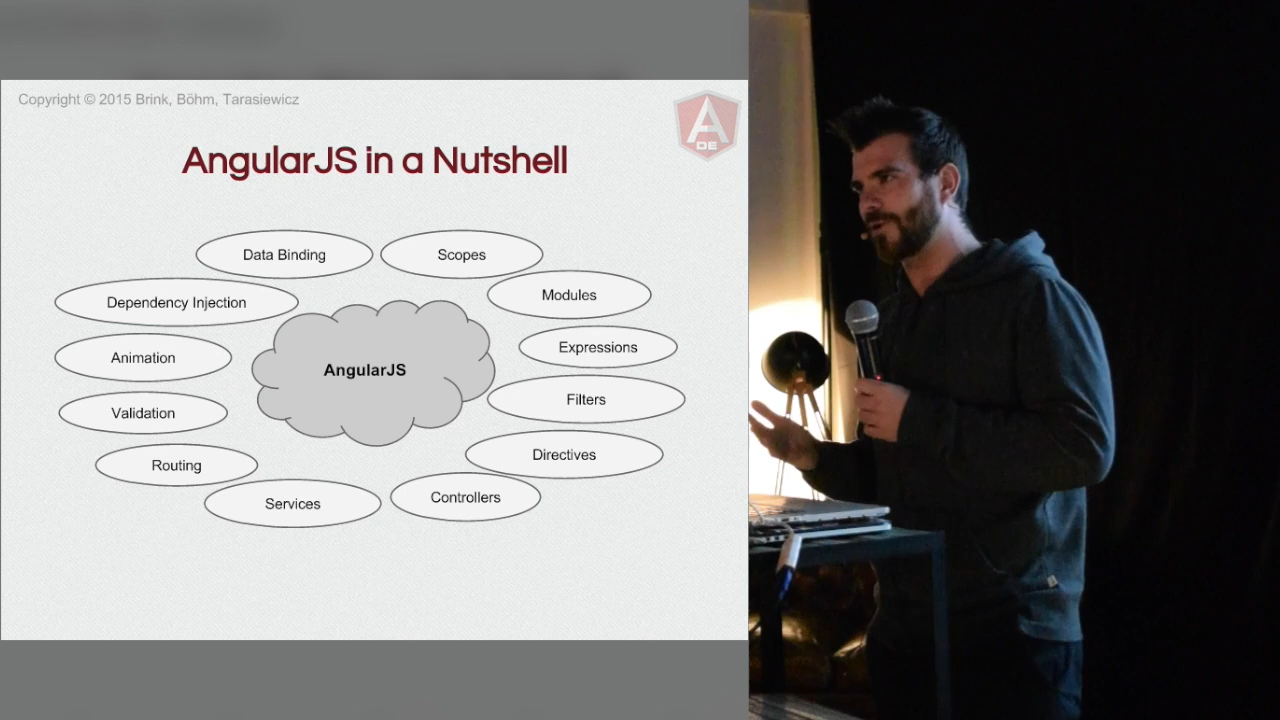 Copyright © 2015 Brink, Böhm, Tarasiewicz
A
DE
AngularJS in a Nutshell
Data Binding
Scopes
Dependency Injection
Modules
Animation
AngularJS
Expressions
Validation
Filters
Routing
Directives
Services
Controllers